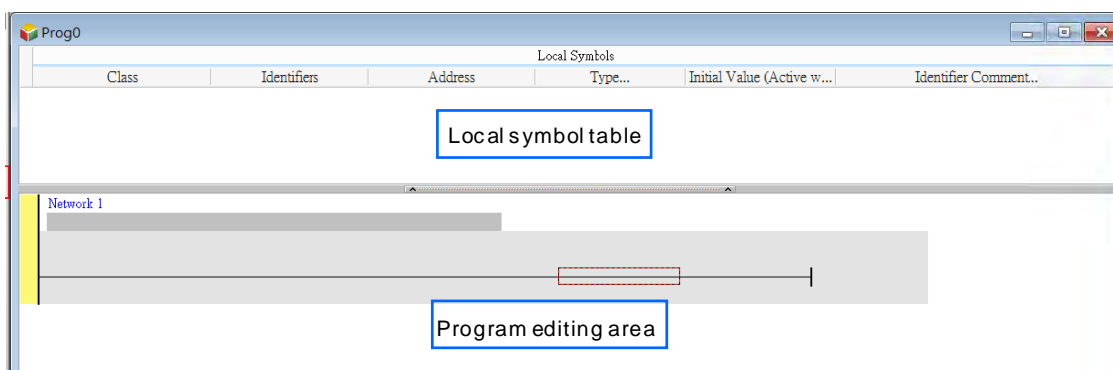 Prog0
Local Symbols
Class Identifiers Address Type... Initial Value (Active w... Identifier Comment...
Local symbol table
Network 1
Program editing area